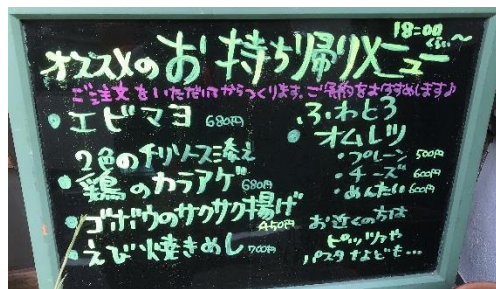 18:00くらい〜
オススメのお持ち帰りメニュー
ご注文をいただいてからつくります。ご予約をおすすめします♪
・エビマヨ 680円
2色のチリソース添え
・鶏のカラアゲ 680円
・ゴボウのサクサク揚げ 450円
・えび焼きめし 700円
ふわとろ
・オムレツ
・プレーン 500円
・チーズ 600円
・めんたい 600円
お近くの方は
ピッツァや
パスタなども…